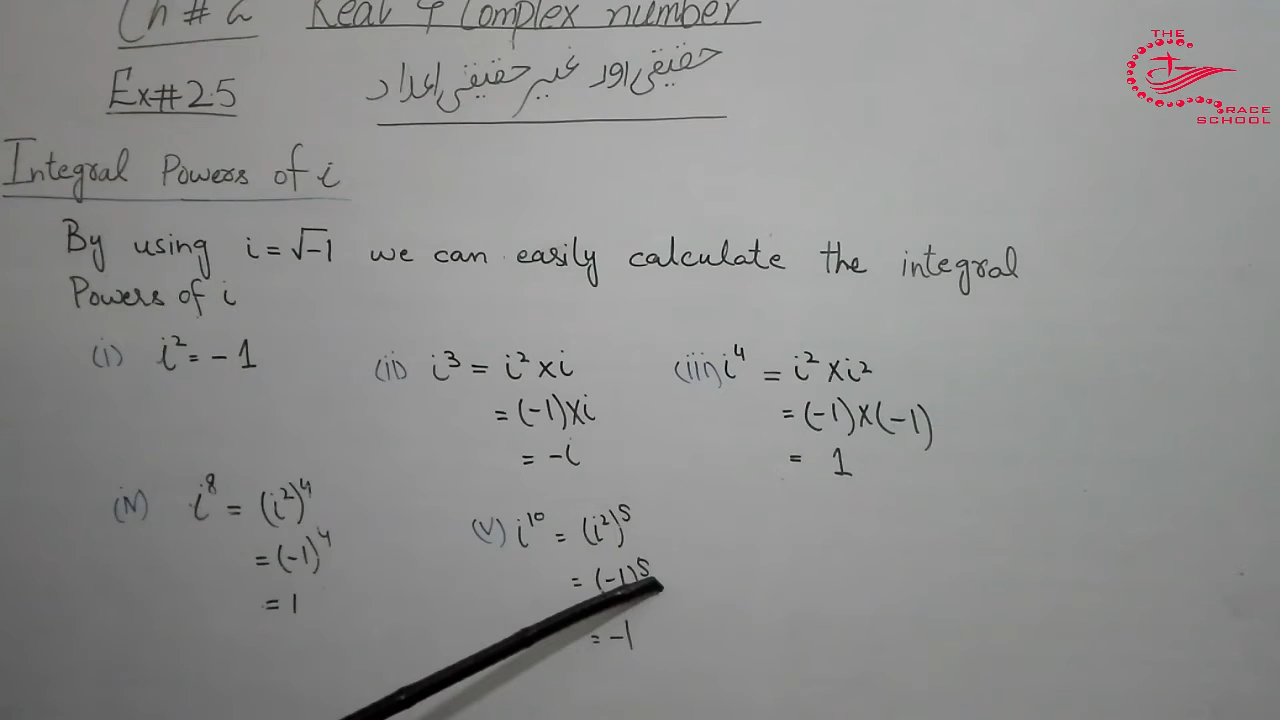 Ch # 2 Real & Complex number
Ex#2.5 حقیقی اور غیر حقیقی اعداد
THE
RACE
SCHOOL
Integral Powers of i
By using i = √-1 we can easily calculate the integral
Powers of i
(i) i² = - 1
(ii) i³ = i² × i
= (-1) × i
= -i
(iii) i⁴ = i² × i²
= (-1) × (-1)
= 1
(iv) i⁸ = (i²)⁴
= (-1)⁴
= 1
(v) i¹⁰ = (i²)⁵
= (-1)⁵
= -1